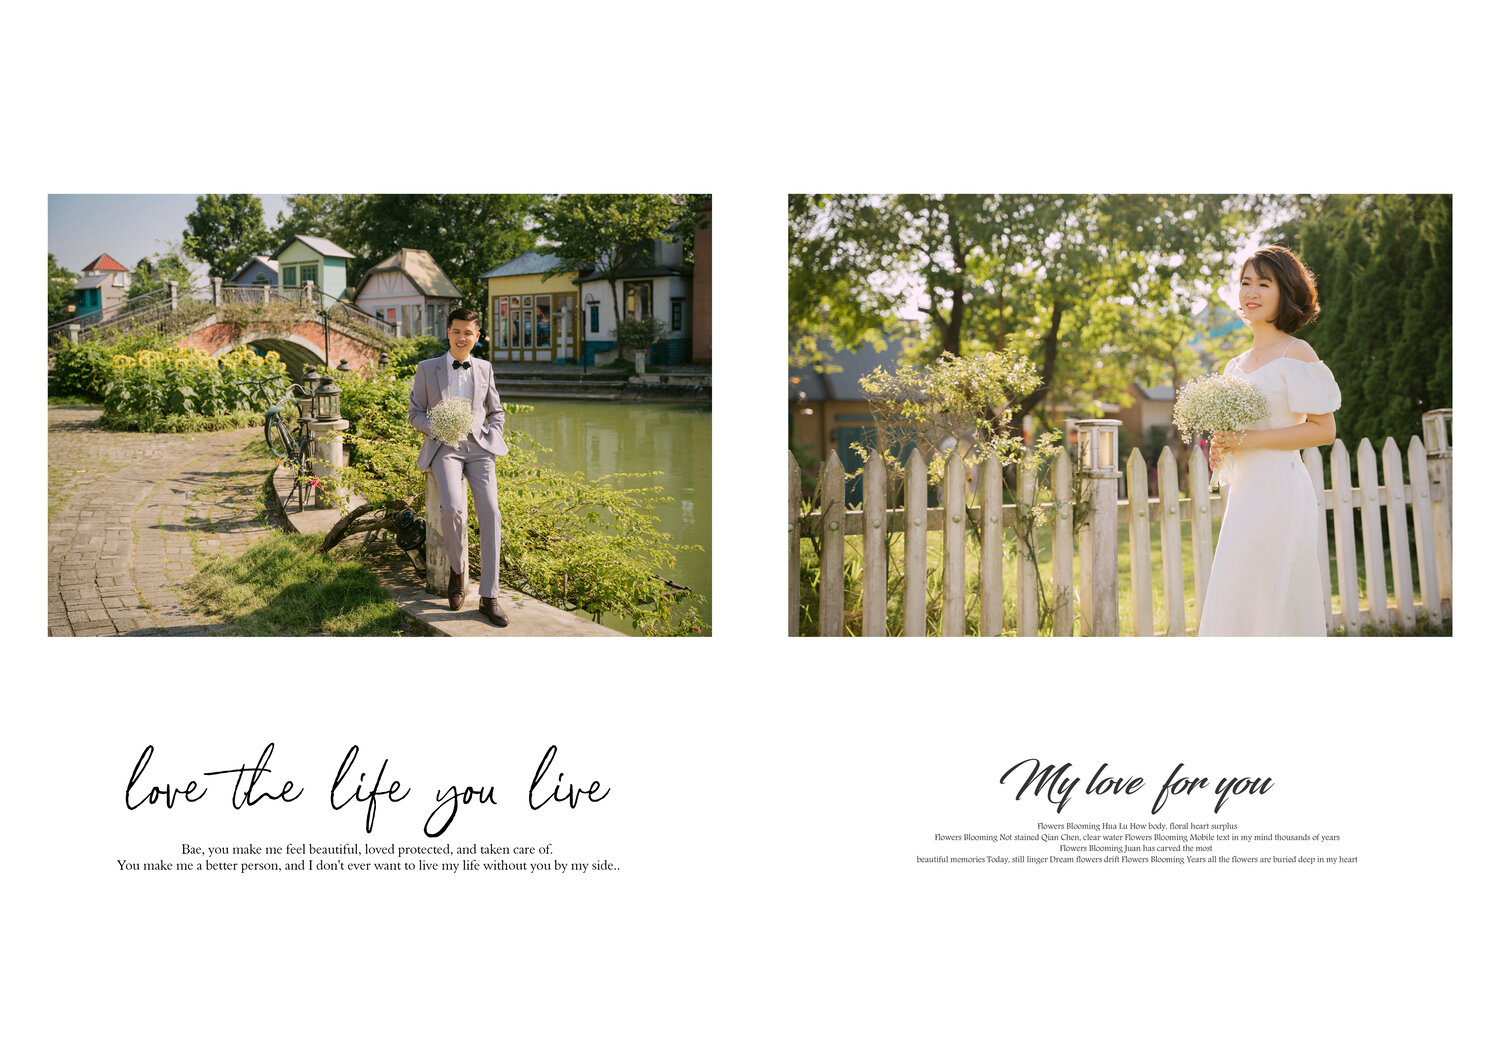 love the life you live
Bae, you make me feel beautiful, loved protected, and taken care of.
You make me a better person, and I don't ever want to live my life without you by my side..
My love for you
Flowers Blooming Hua Lu How body, floral heart surplus
Flowers Blooming Not stained Qian Chen, clear water Flowers Blooming Mobile text in my mind thousands of years
Flowers Blooming Juan has carved the most
beautiful memories Today, still linger Dream flowers drift Flowers Blooming Years all the flowers are buried deep in my heart